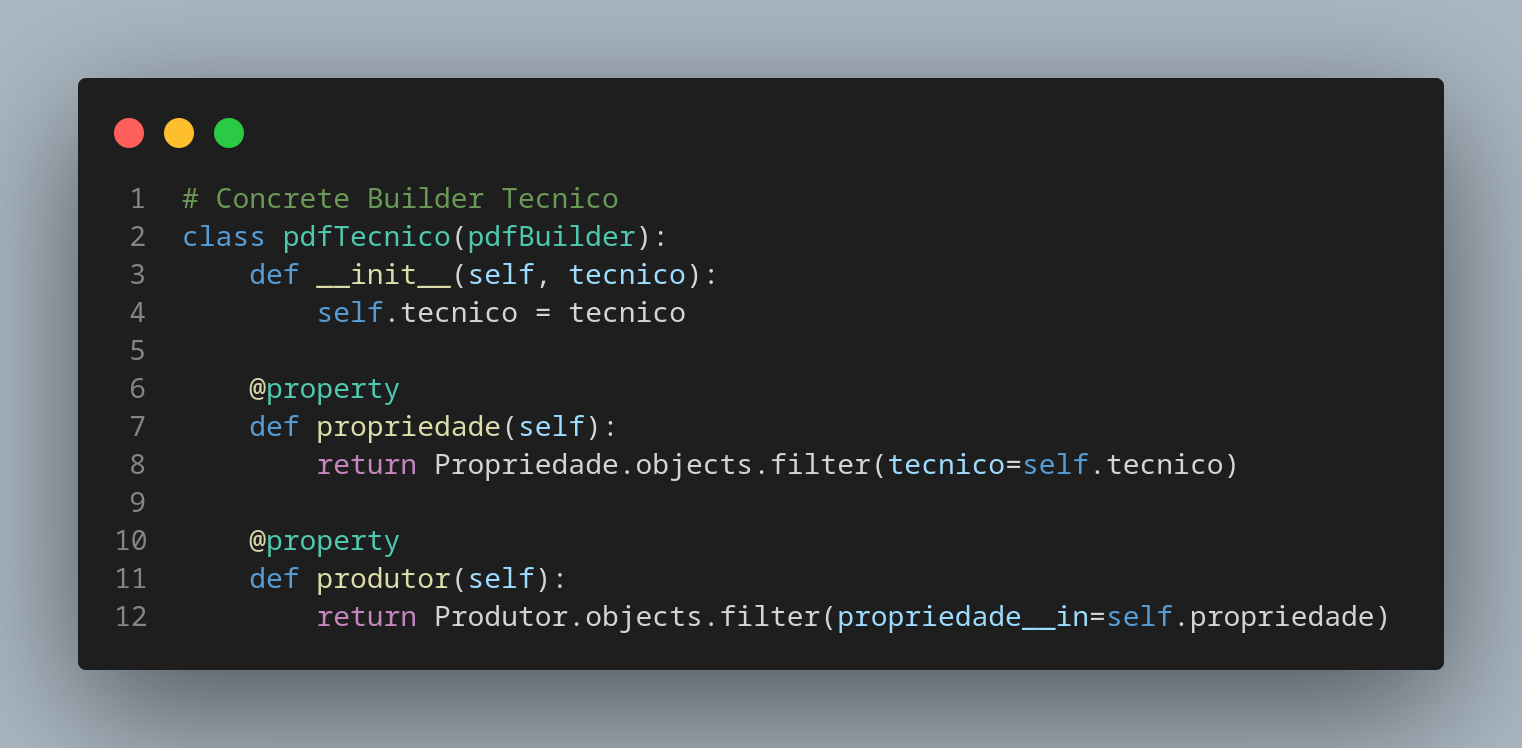 1 # Concrete Builder Tecnico
2 class pdfTecnico(pdfBuilder):
3     def __init__(self, tecnico):
4         self.tecnico = tecnico
5
6     @property
7     def propriedade(self):
8         return Propriedade.objects.filter(tecnico=self.tecnico)
9
10     @property
11     def produtor(self):
12         return Produtor.objects.filter(propriedade__in=self.propriedade)